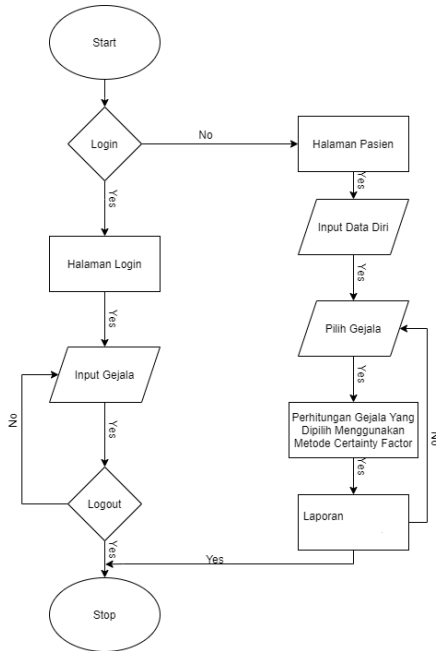 Start
Login
No
Halaman Pasien
Yes
Yes
Input Data Diri
Halaman Login
Yes
Yes
Pilih Gejala
Input Gejala
Yes
No
Yes
Perhitungan Gejala Yang
Dipilih Menggunakan
Metode Certainty Factor
No
Yes
Logout
Laporan
Yes
Yes
Stop